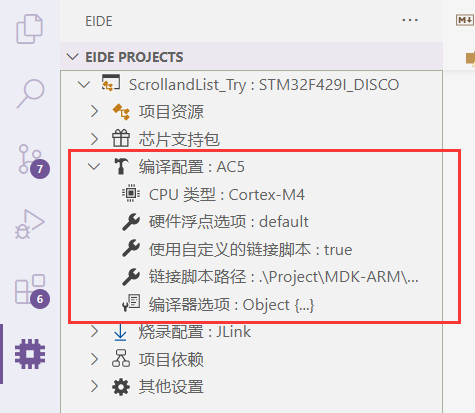 EIDE
EIDE PROJECTS
ScrollandList_Try : STM32F429I_DISCO
项目资源
芯片支持包
编译配置 : AC5
CPU 类型 : Cortex-M4
硬件浮点选项 : default
使用自定义的链接脚本 : true
链接脚本路径 : .\Project\MDK-ARM\...
编译器选项 : Object {...}
烧录配置 : JLink
项目依赖
其他设置
7
6
M